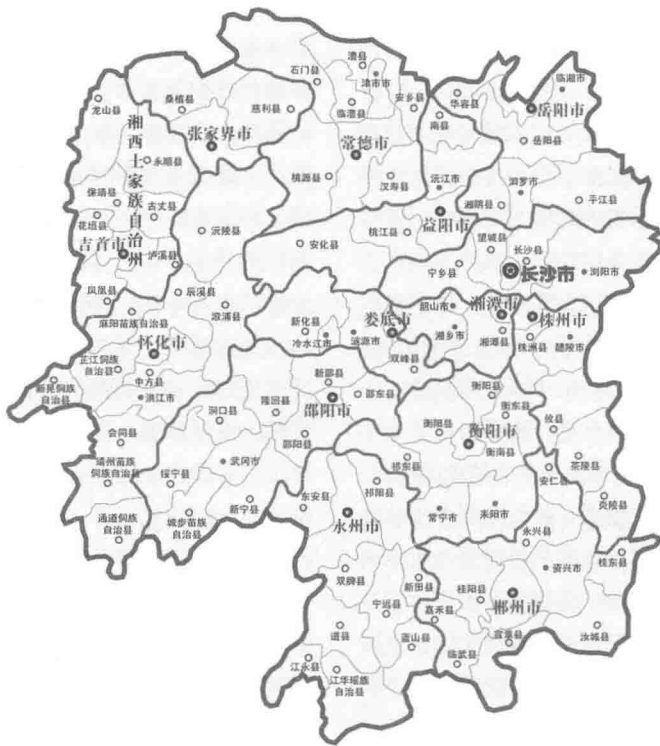 临湘市
澧县
石门县
津市市
华容县
岳阳市
龙山县
桑植县
慈利县
安乡县
临澧县
南县
张家界市
岳阳县
湘西土家族自治州
常德市
永顺县
桃源县
汉寿县
沅江市
汨罗市
保靖县
平江县
古丈县
湘阴县
花垣县
益阳市
沅陵县
桃江县
吉首市
安化县
望城县
长沙县
泸溪县
宁乡县
长沙市
浏阳市
凤凰县
辰溪县
溆浦县
韶山市
湘潭市
麻阳苗族自治县
新化县
娄底市
株州市
冷水江市
涟源市
湘乡市
湘潭县
株洲县
醴陵市
怀化市
芷江侗族
自治县
双峰县
新晃侗族
自治县
中方县
新邵县
衡阳县
洪江市
隆回县
邵东县
邵阳市
衡东县
洞口县
攸县
衡阳县
衡阳市
会同县
邵阳县
衡南县
武冈市
祁东县
茶陵县
靖州苗族
侗族自治县
绥宁县
安仁县
东安县
祁阳县
新宁县
炎陵县
通道侗族
自治县
城步苗族
自治县
永州市
常宁市
耒阳市
永兴县
桂东县
双牌县
新田县
资兴市
宁远县
桂阳县
郴州市
嘉禾县
道县
汝城县
蓝山县
宜章县
江永县
临武县
江华瑶族
自治县